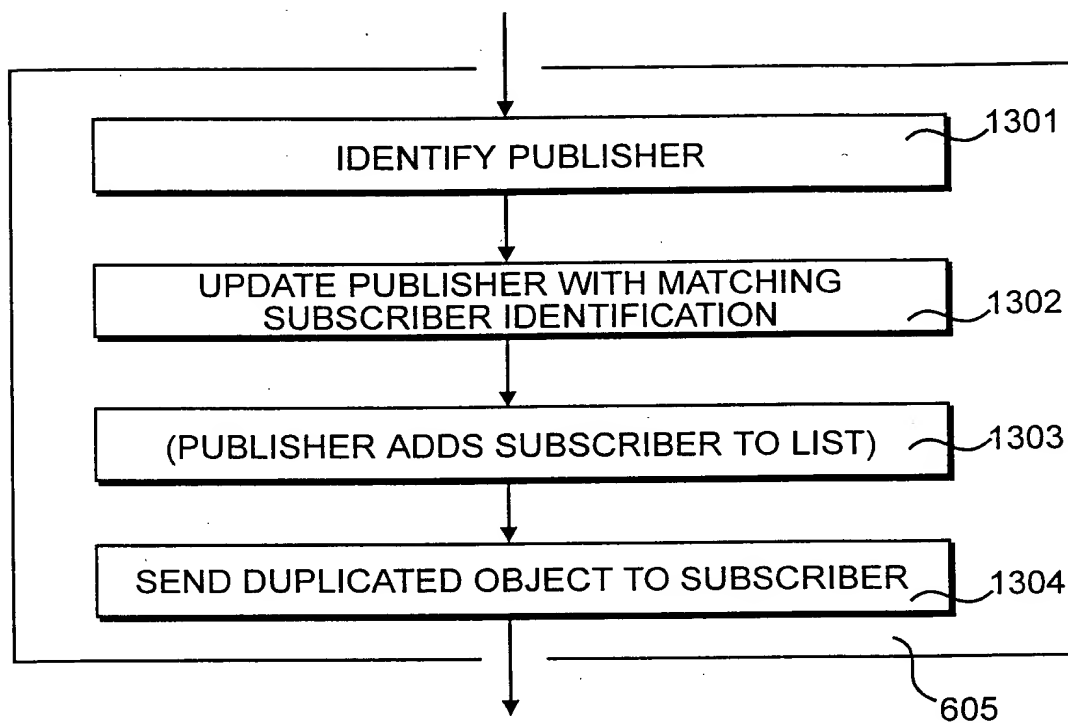 IDENTIFY PUBLISHER
1301
UPDATE PUBLISHER WITH MATCHING
SUBSCRIBER IDENTIFICATION
1302
(PUBLISHER ADDS SUBSCRIBER TO LIST)
1303
SEND DUPLICATED OBJECT TO SUBSCRIBER
1304
605